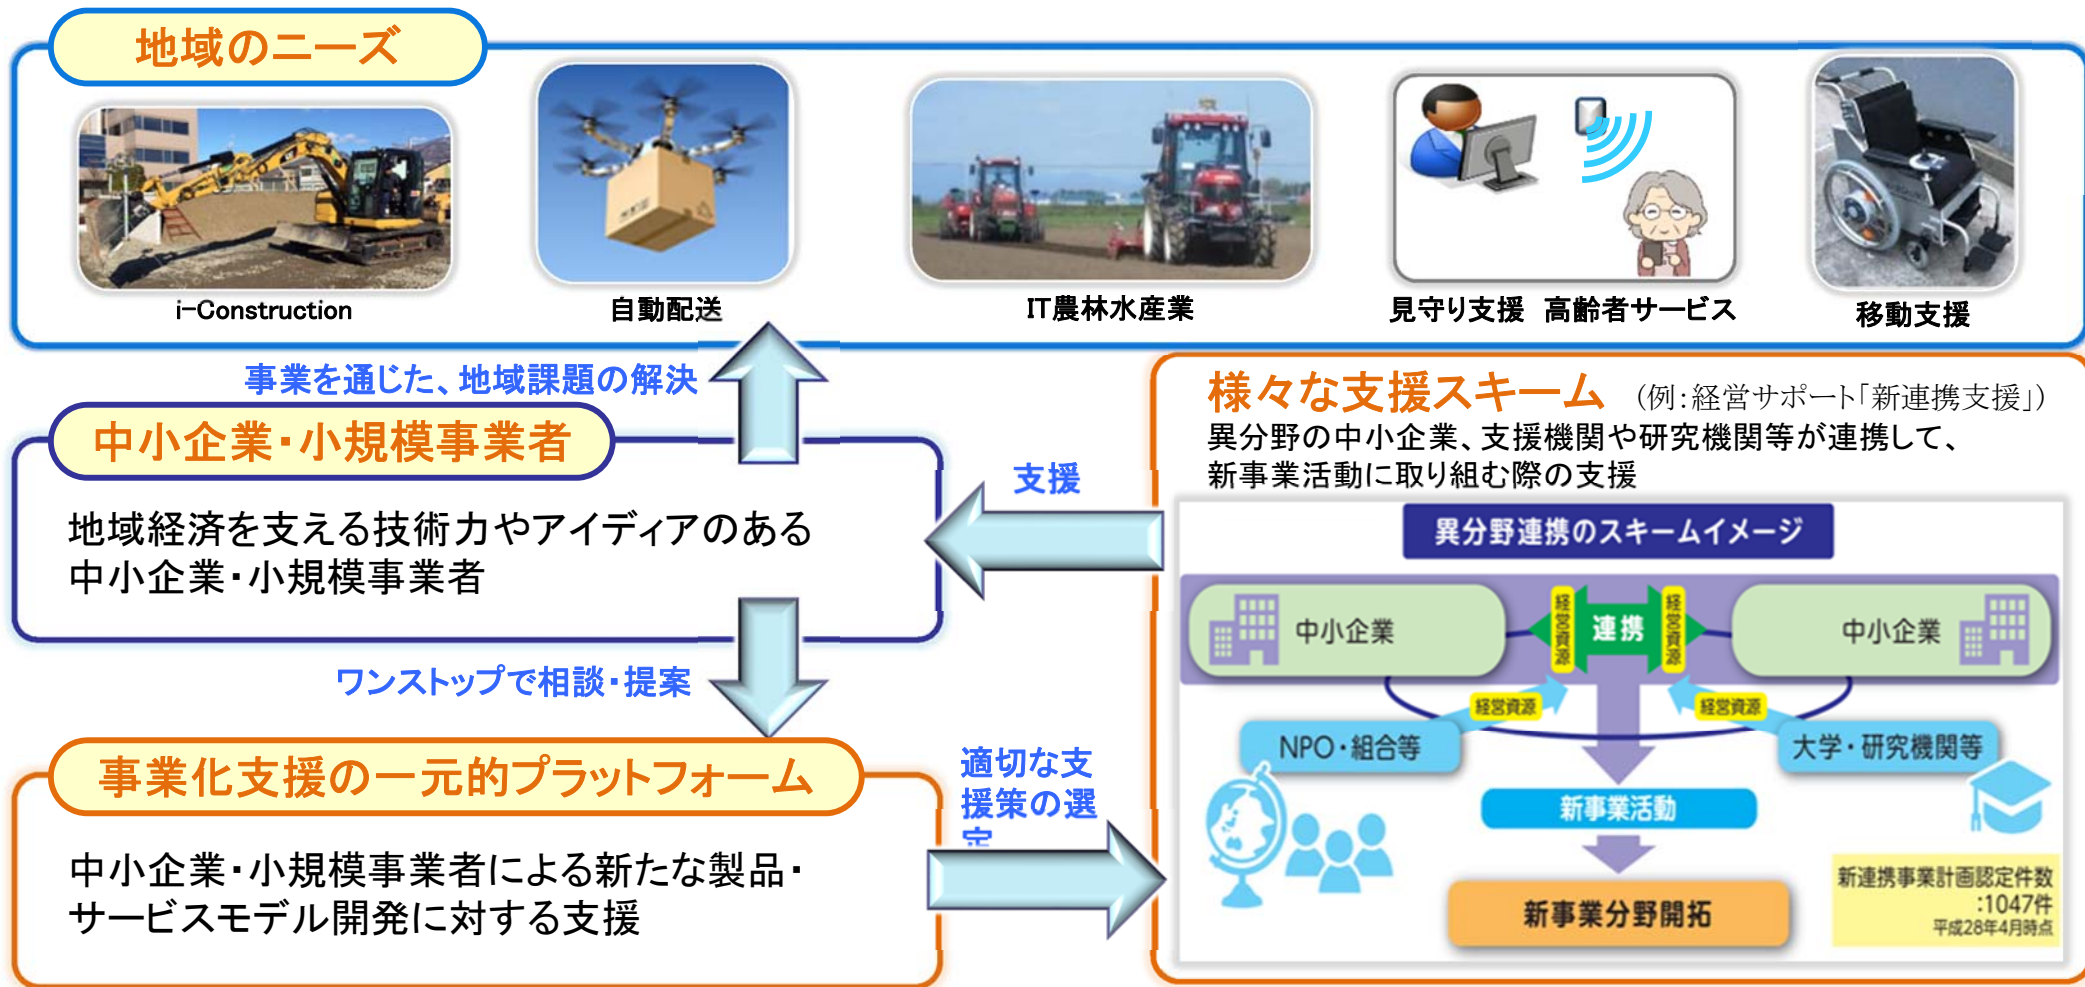 地域のニーズ
i-Construction
自動配送
IT農林水産業
見守り支援 高齢者サービス
移動支援
事業を通じた、地域課題の解決
中小企業・小規模事業者
地域経済を支える技術力やアイディアのある
中小企業・小規模事業者
支援
ワンストップで相談・提案
事業化支援の一元的プラットフォーム
中小企業・小規模事業者による新たな製品・
サービスモデル開発に対する支援
適切な支
援策の選
定
様々な支援スキーム (例:経営サポート「新連携支援」)
異分野の中小企業、支援機関や研究機関等が連携して、
新事業活動に取り組む際の支援
異分野連携のスキームイメージ
中小企業
経営資源
連携
経営資源
中小企業
経営資源
経営資源
NPO・組合等
大学・研究機関等
新事業活動
新事業分野開拓
新連携事業計画認定件数
:1047件
平成28年4月時点